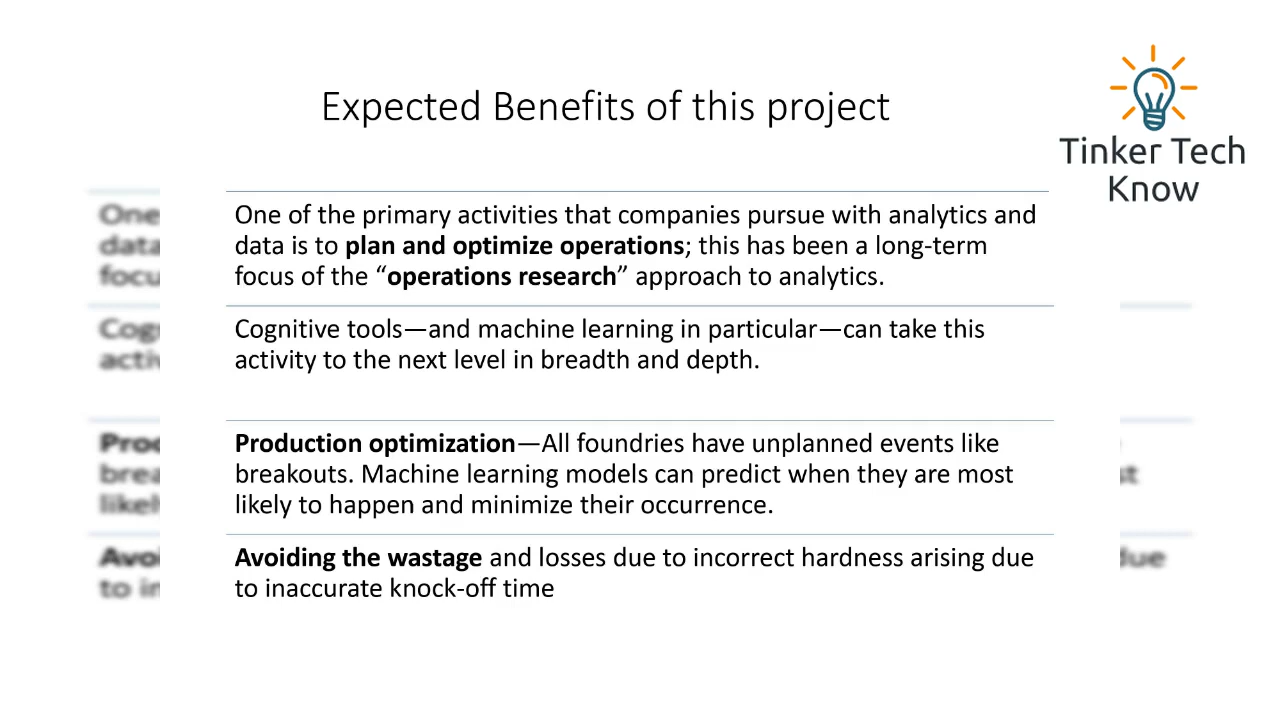 Expected Benefits of this project
Tinker Tech
Know
One of the primary activities that companies pursue with analytics and
data is to plan and optimize operations; this has been a long-term
focus of the “operations research” approach to analytics.
Cognitive tools—and machine learning in particular—can take this
activity to the next level in breadth and depth.
Production optimization—All foundries have unplanned events like
breakouts. Machine learning models can predict when they are most
likely to happen and minimize their occurrence.
Avoiding the wastage and losses due to incorrect hardness arising due
to inaccurate knock-off time